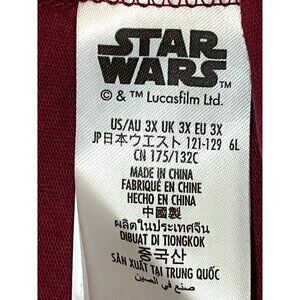 STAR
WARS
© & ™ Lucasfilm Ltd.
US/AU 3X UK 3X EU 3X
JP日本ウエスト 121-129 6L
CN 175/132C
MADE IN CHINA
FABRIQUÉ EN CHINE
HECHO EN CHINA
中國製
ผลิตในประเทศจีน
DIBUAT DI TIONGKOK
중국산
SẢN XUẤT TẠI TRUNG QUỐC
صنع في الصين